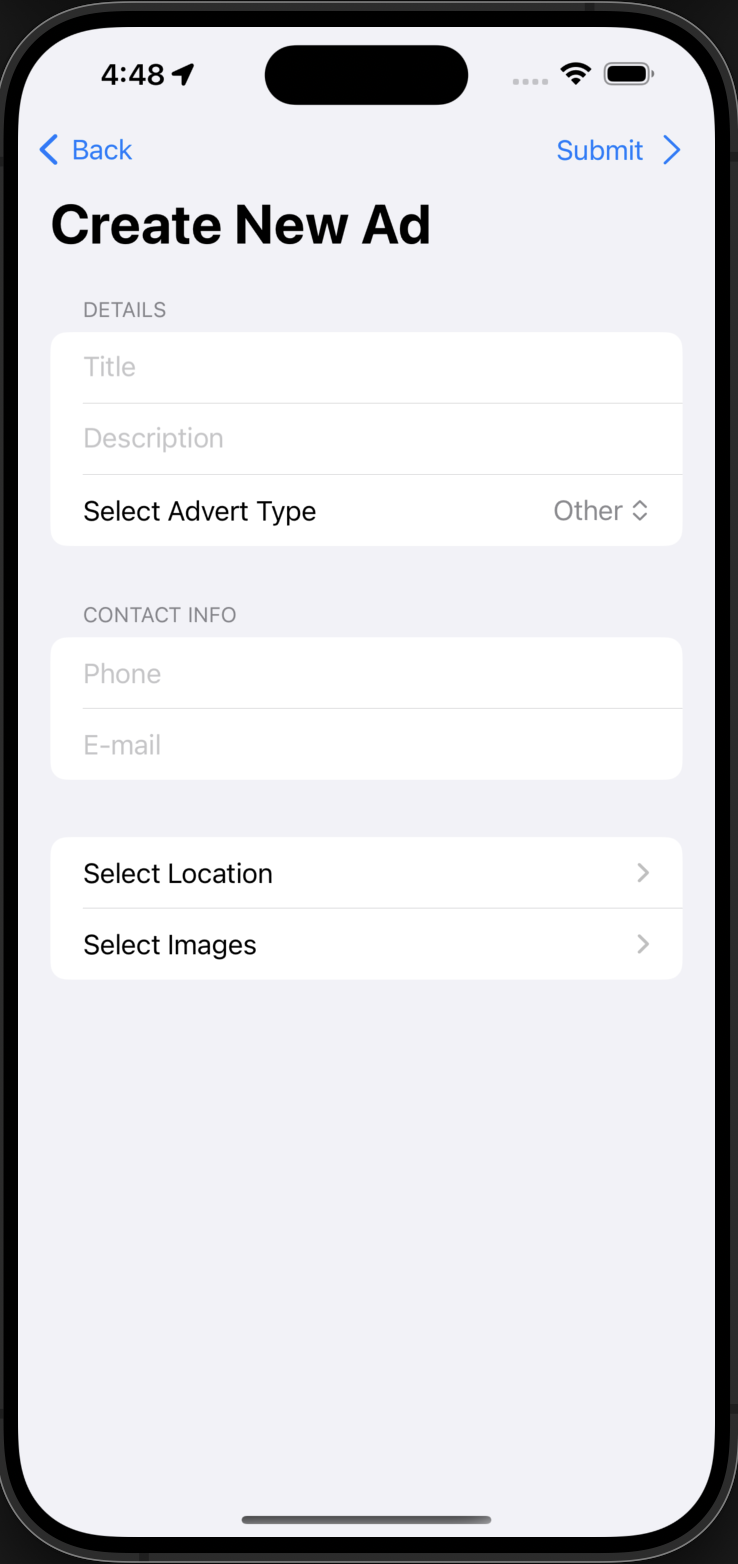 4:48
Back
Submit
Create New Ad
DETAILS
Title
Description
Select Advert Type
Other
CONTACT INFO
Phone
E-mail
Select Location
Select Images